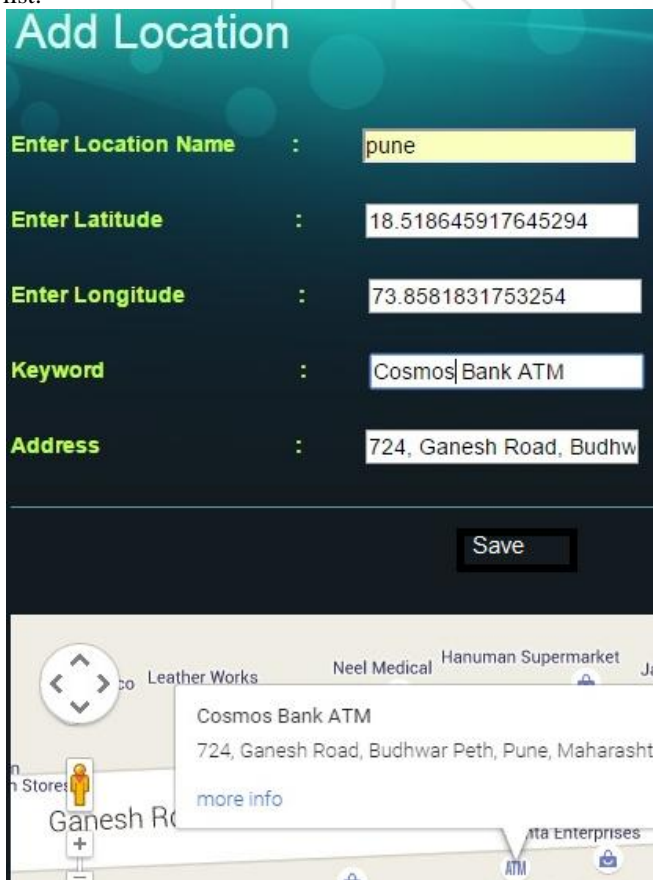 list.
Add Location
Enter Location Name : pune
Enter Latitude : 18.518645917645294
Enter Longitude : 73.8581831753254
Keyword : Cosmos Bank ATM
Address : 724, Ganesh Road, Budhw
Save
Leather Works
Neel Medical
Hanuman Supermarket
Cosmos Bank ATM
724, Ganesh Road, Budhwar Peth, Pune, Maharasht
more info
Stores
Ganesh
Enterprises
ATM